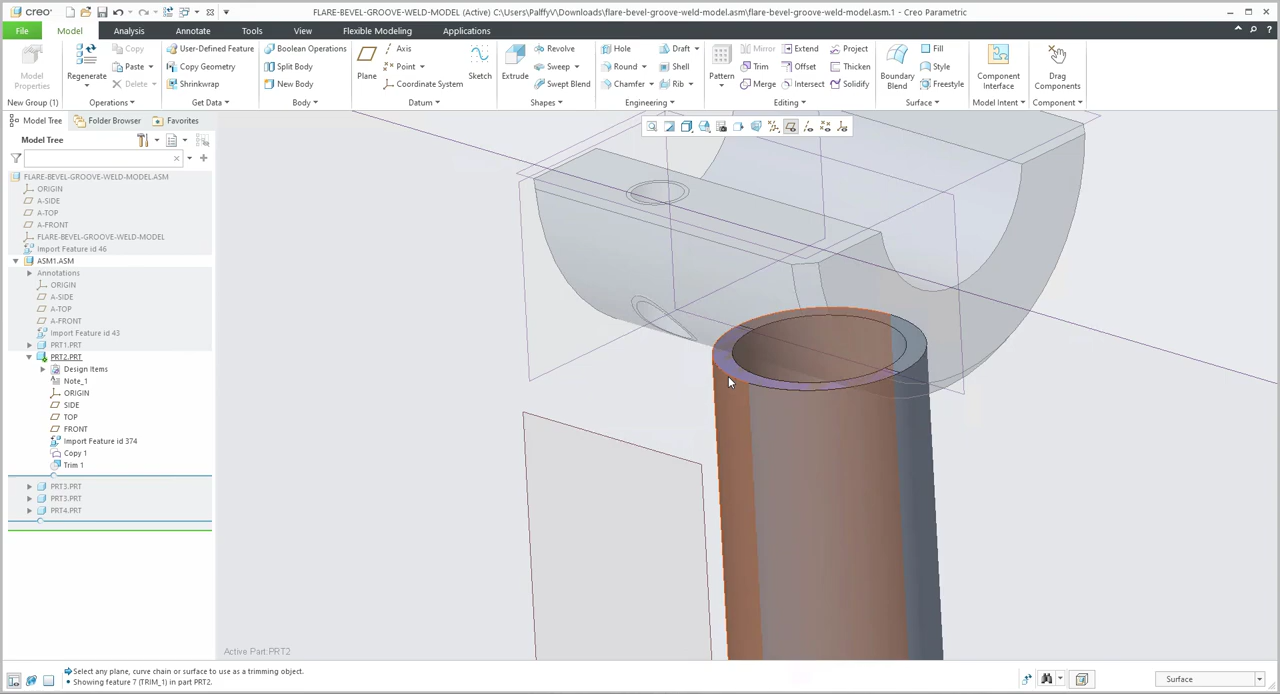 creo
FLARE-BEVEL-GROOVE-WELD-MODEL (Active) C:\Users\PalffyV\Downloads\flare-bevel-groove-weld-model.asm\flare-bevel-groove-weld-model.asm.1 - Creo Parametric
File Model Analysis Annotate Tools View Flexible Modeling Applications
Model Properties
Regenerate
Copy
Paste
Delete
User-Defined Feature
Copy Geometry
Shrinkwrap
Boolean Operations
Split Body
New Body
Plane
Axis
Point
Coordinate System
Sketch
Extrude
Revolve
Sweep
Swept Blend
Hole
Round
Chamfer
Draft
Shell
Rib
Pattern
Mirror
Trim
Merge
Extend
Offset
Intersect
Project
Thicken
Solidify
Boundary Blend
Fill
Style
Freestyle
Component Interface
Drag Components
New Group (1) Operations Get Data Body Datum Shapes Engineering Editing Surface Model Intent Component
Model Tree Folder Browser Favorites
Model Tree
FLARE-BEVEL-GROOVE-WELD-MODEL.ASM
ORIGIN
A-SIDE
A-TOP
A-FRONT
FLARE-BEVEL-GROOVE-WELD-MODEL
Import Feature id 46
ASM1.ASM
Annotations
ORIGIN
A-SIDE
A-TOP
A-FRONT
Import Feature id 43
PRT1.PRT
PRT2.PRT
Design Items
Note_1
ORIGIN
SIDE
TOP
FRONT
Import Feature id 374
Copy 1
Trim 1
PRT3.PRT
PRT3.PRT
PRT4.PRT
Active Part:PRT2
Select any plane, curve chain or surface to use as a trimming object.
Showing feature 7 (TRIM_1) in part PRT2.
Surface